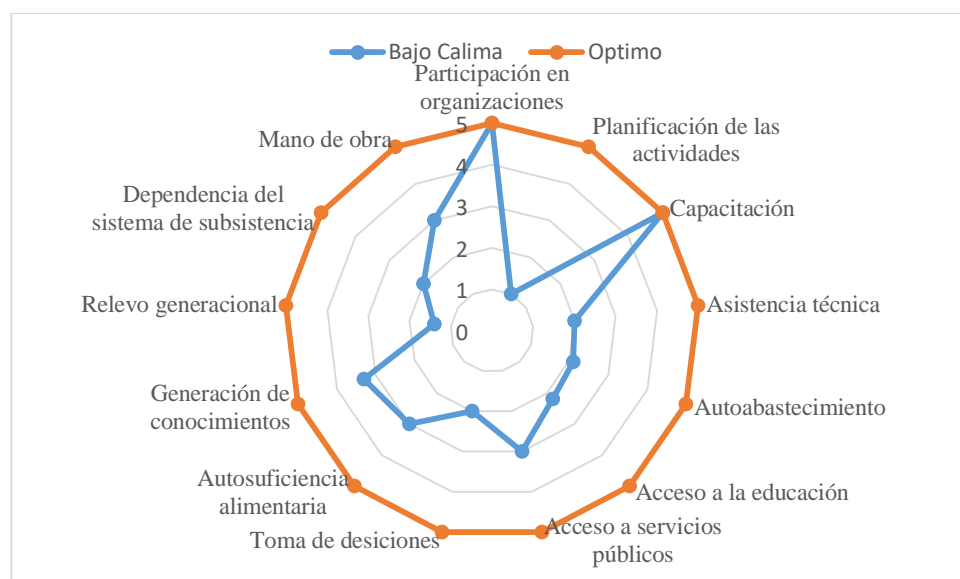 Bajo Calima
Optimo
Participación en
organizaciones
Planificación de las
actividades
Capacitación
Asistencia técnica
Autoabastecimiento
Acceso a la educación
Acceso a servicios
públicos
Toma de desiciones
Autosuficiencia
alimentaria
Generación de
conocimientos
Relevo generacional
Dependencia del
sistema de subsistencia
Mano de obra
5
4
3
2
1
0